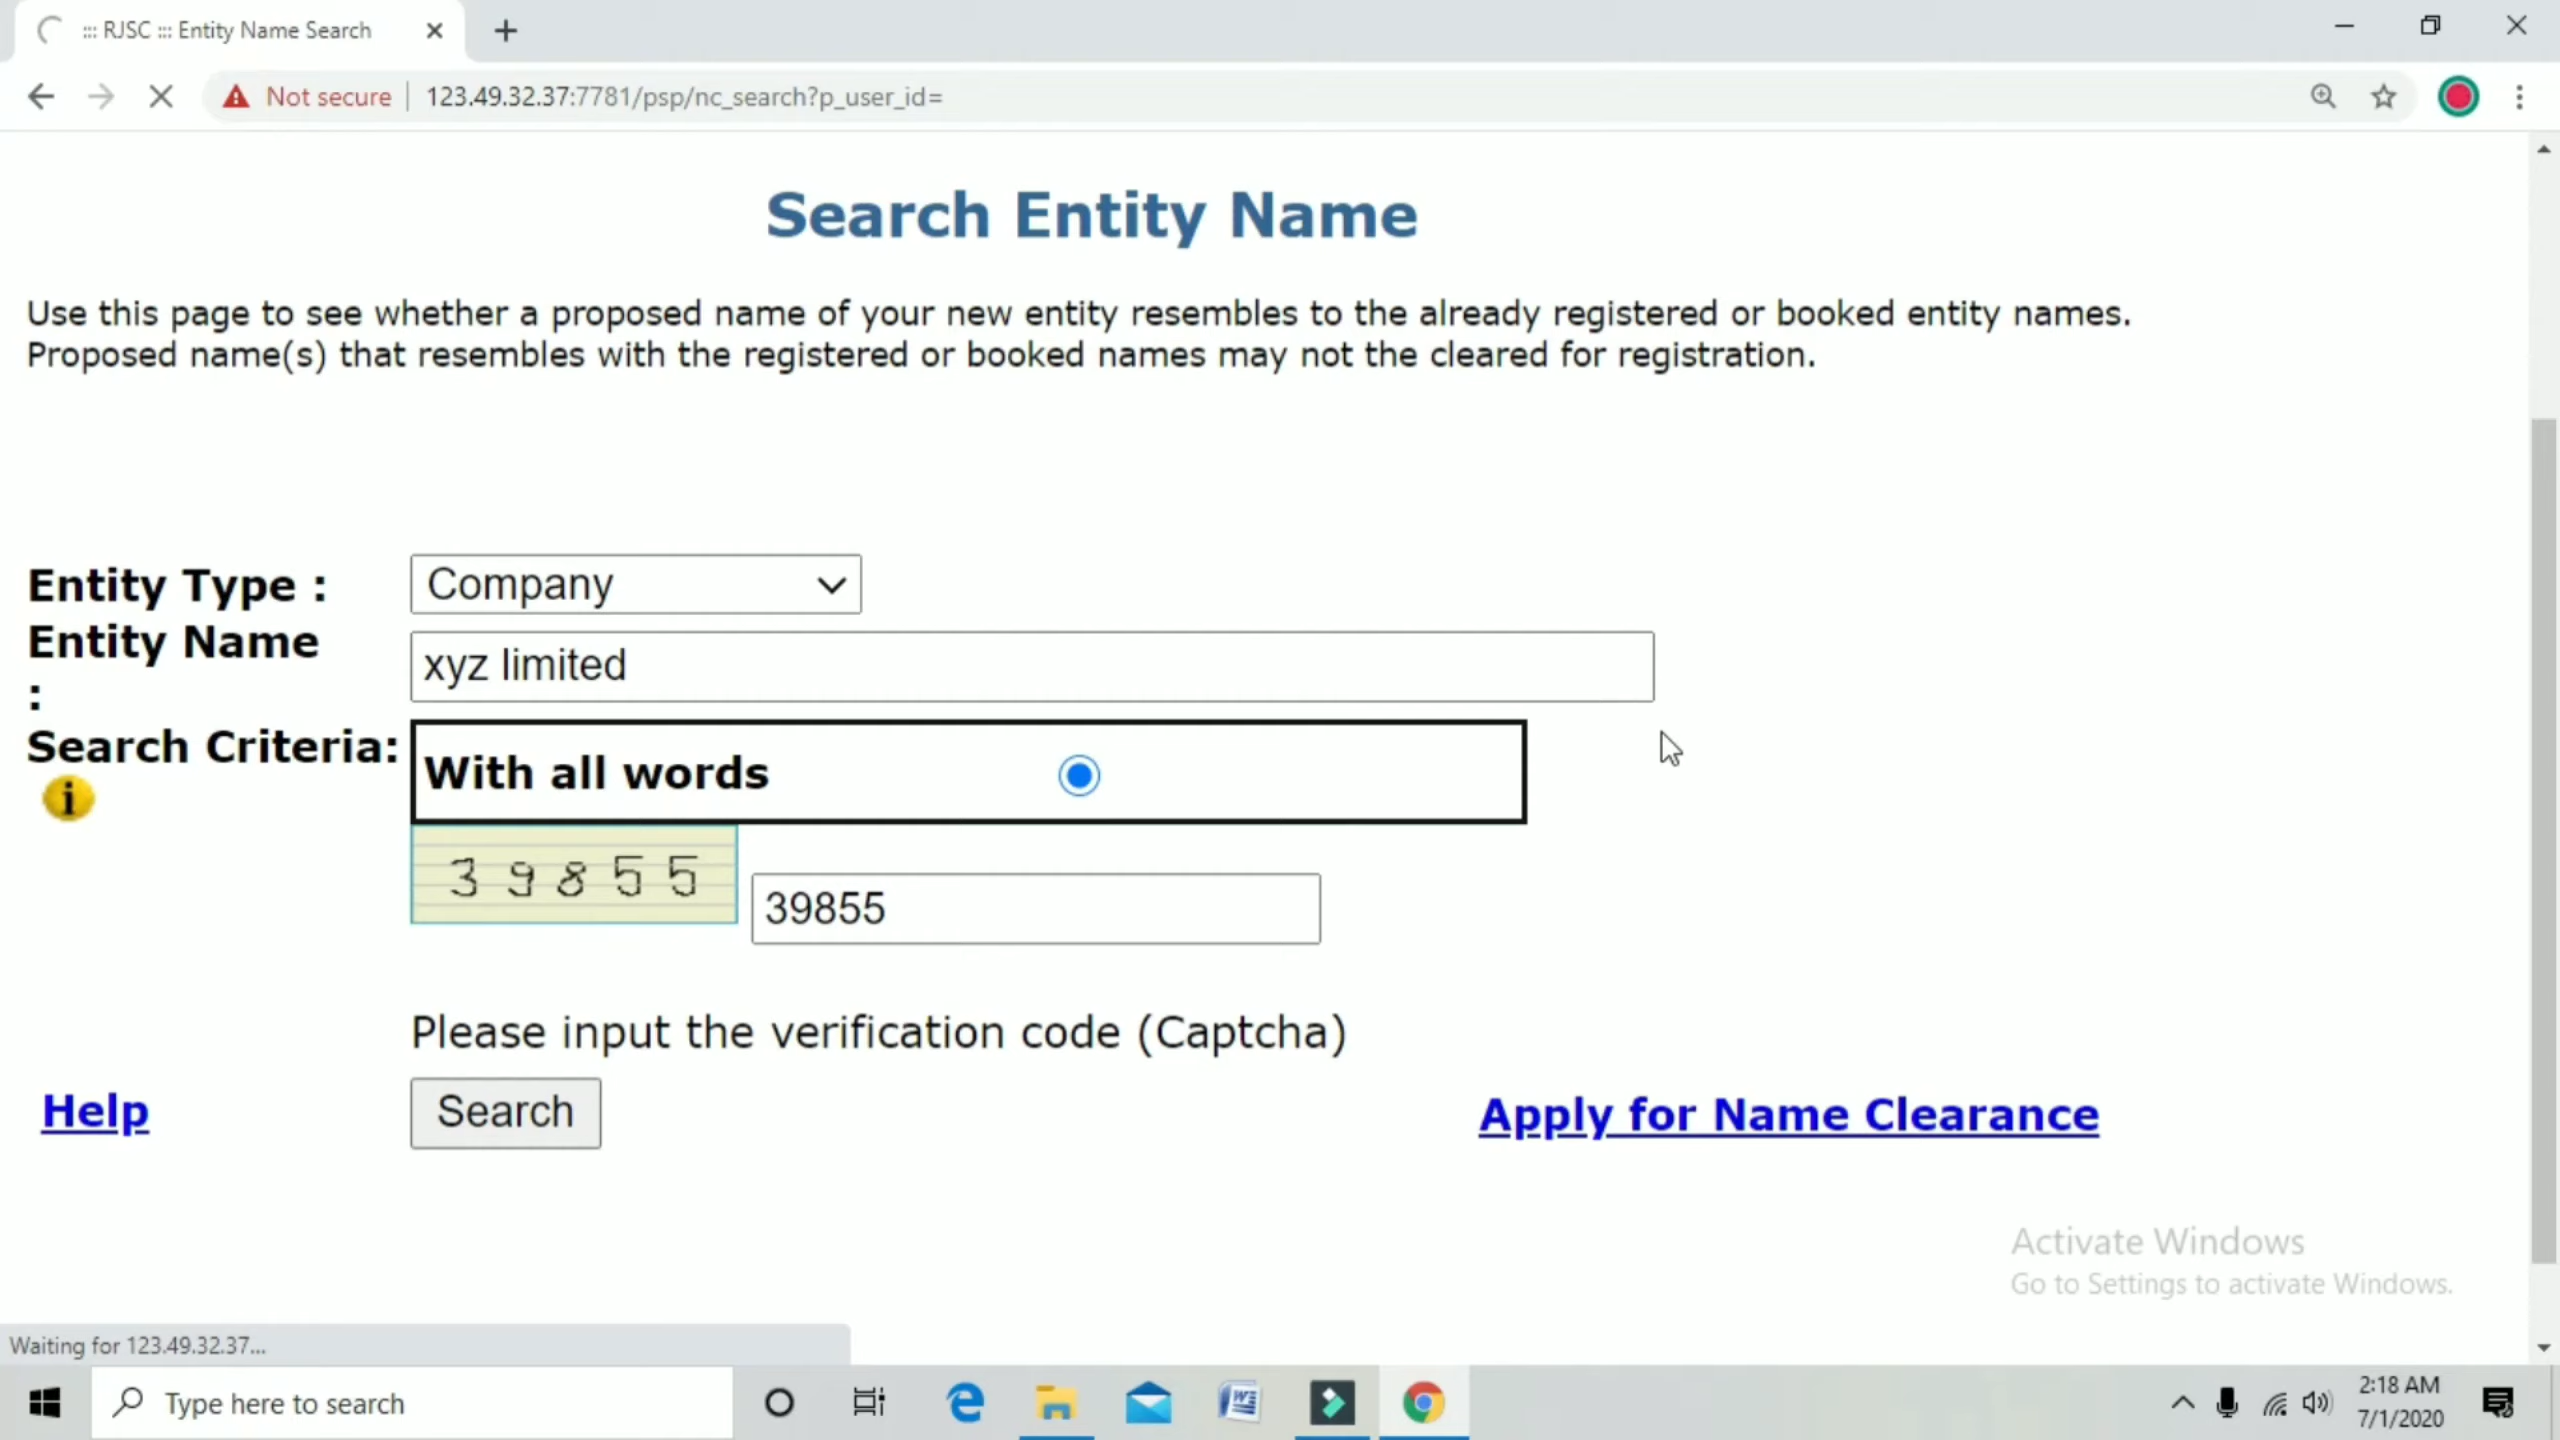 ::: RJSC ::: Entity Name Search
Not secure
123.49.32.37:7781/psp/nc_search?p_user_id=
Search Entity Name
Use this page to see whether a proposed name of your new entity resembles to the already registered or booked entity names.
Proposed name(s) that resembles with the registered or booked names may not the cleared for registration.
Entity Type :
Company
Entity Name
:
xyz limited
Search Criteria:
With all words
i
3 9 8 5 5
39855
Please input the verification code (Captcha)
Help
Search
Apply for Name Clearance
Activate Windows
Go to Settings to activate Windows.
Waiting for 123.49.32.37...
Type here to search
2:18 AM
7/1/2020